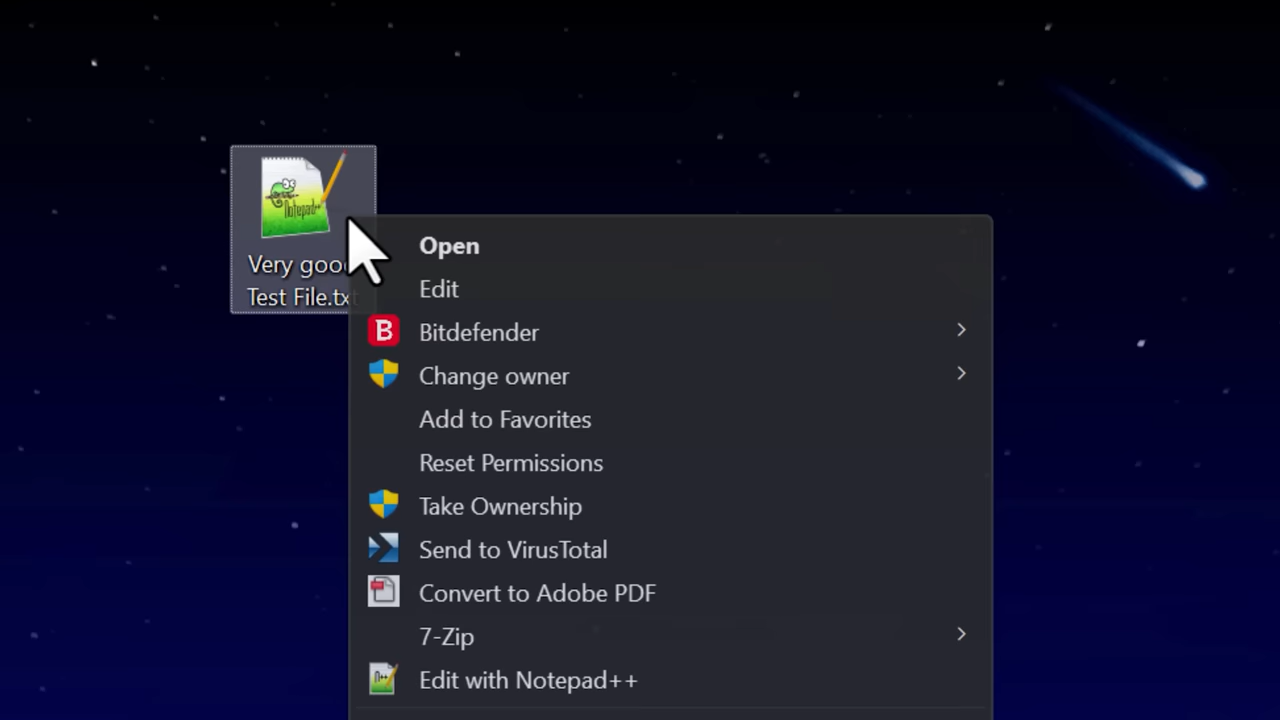 Notepad++
Very good
Test File.txt
Open
Edit
B Bitdefender
Change owner
Add to Favorites
Reset Permissions
Take Ownership
Send to VirusTotal
Convert to Adobe PDF
7-Zip
Edit with Notepad++